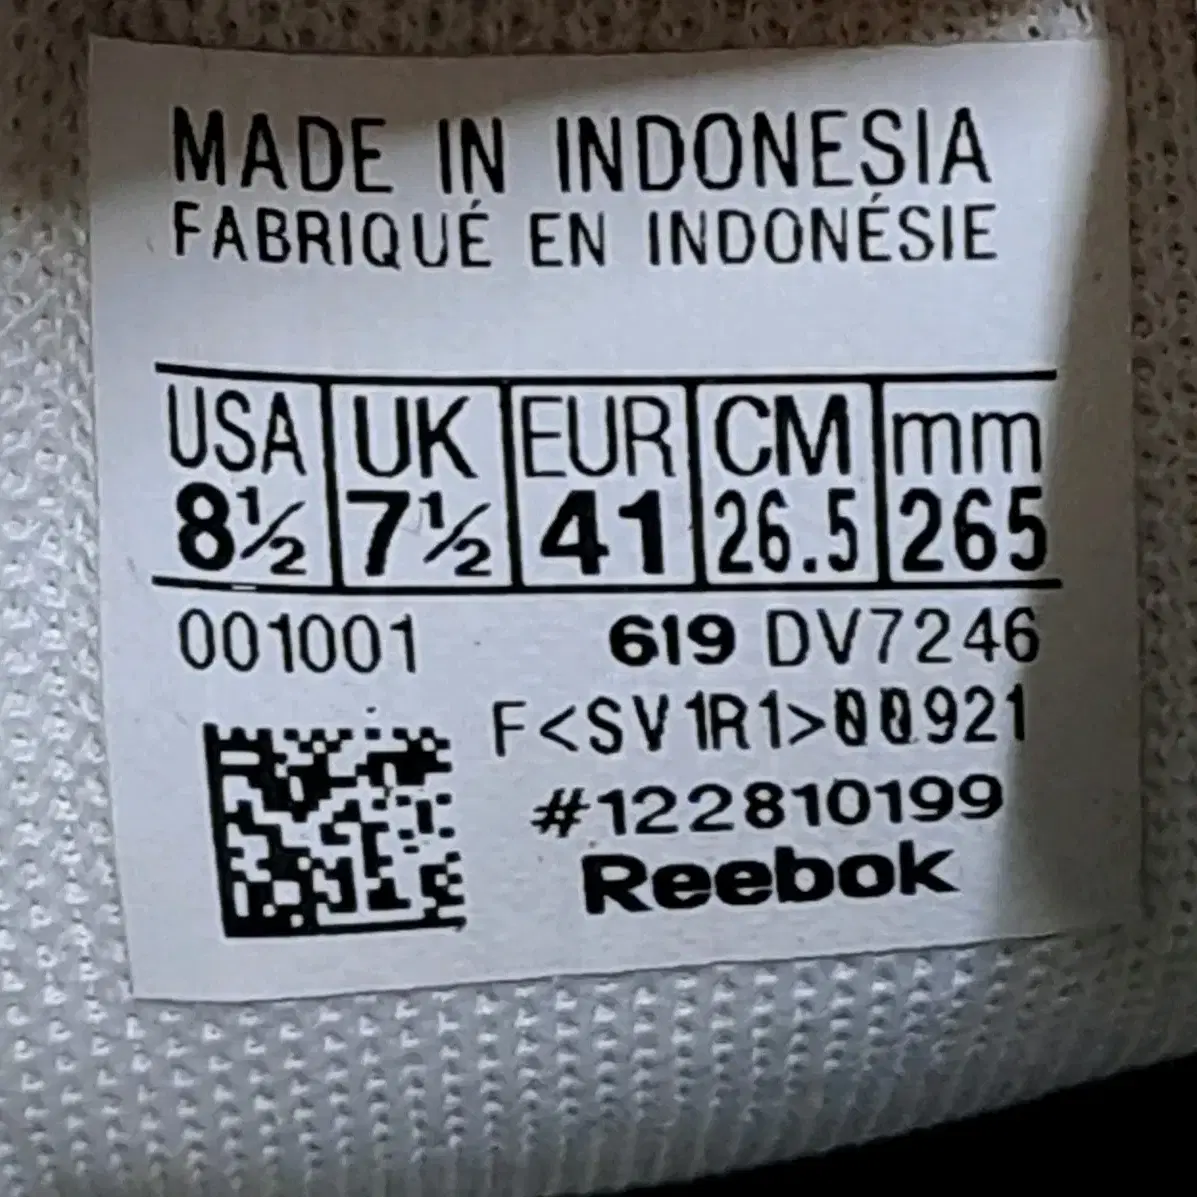 MADE IN INDONESIA
FABRIQUÉ EN INDONÉSIE
USA UK EUR CM mm
8½ 7½ 41 26.5 265
001001 619 DV7246
F<SV1R1>00921
#122810199
Reebok